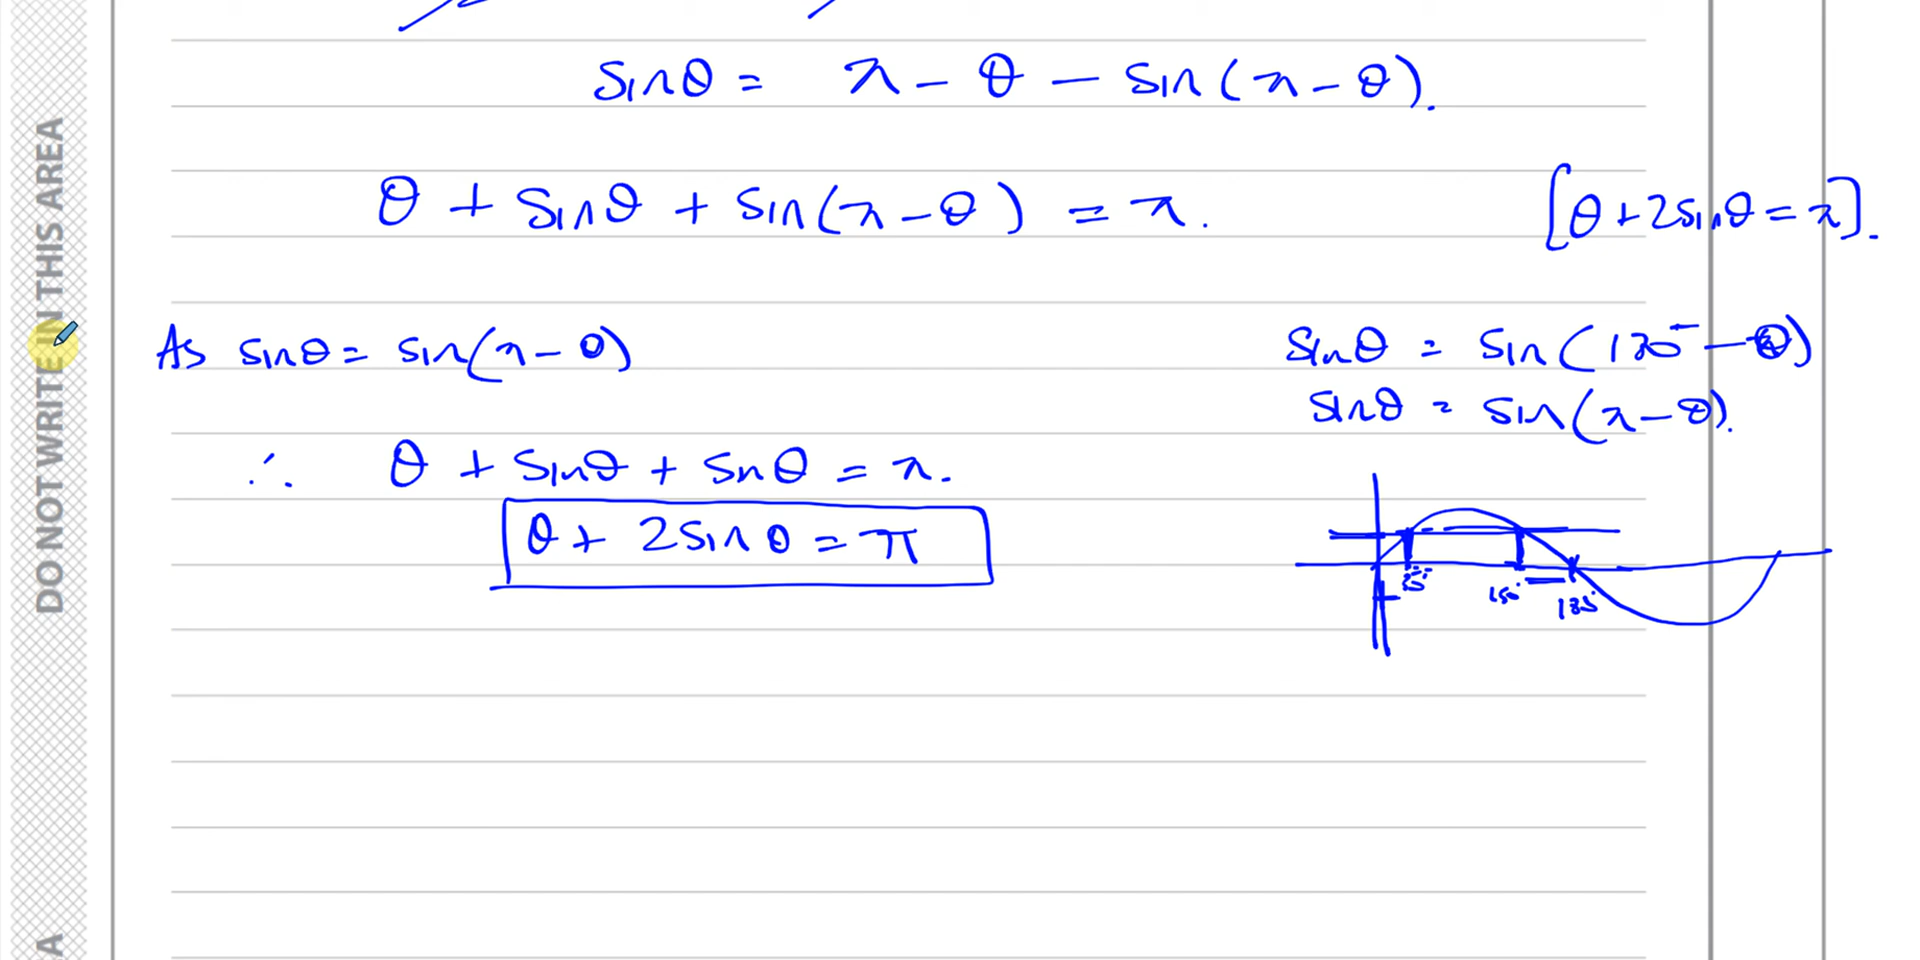 sinθ = π - θ - sin(π-θ).
θ + sinθ + sin(π-θ) = π.
[θ+2sinθ=π].
As sinθ = sin(π-θ)
sinθ = sin(180-θ)
sinθ = sin(π-θ).
∴ θ + sinθ + sinθ = π.
θ + 2sinθ = π
150
180
DO NOT WRITE IN THIS AREA
A